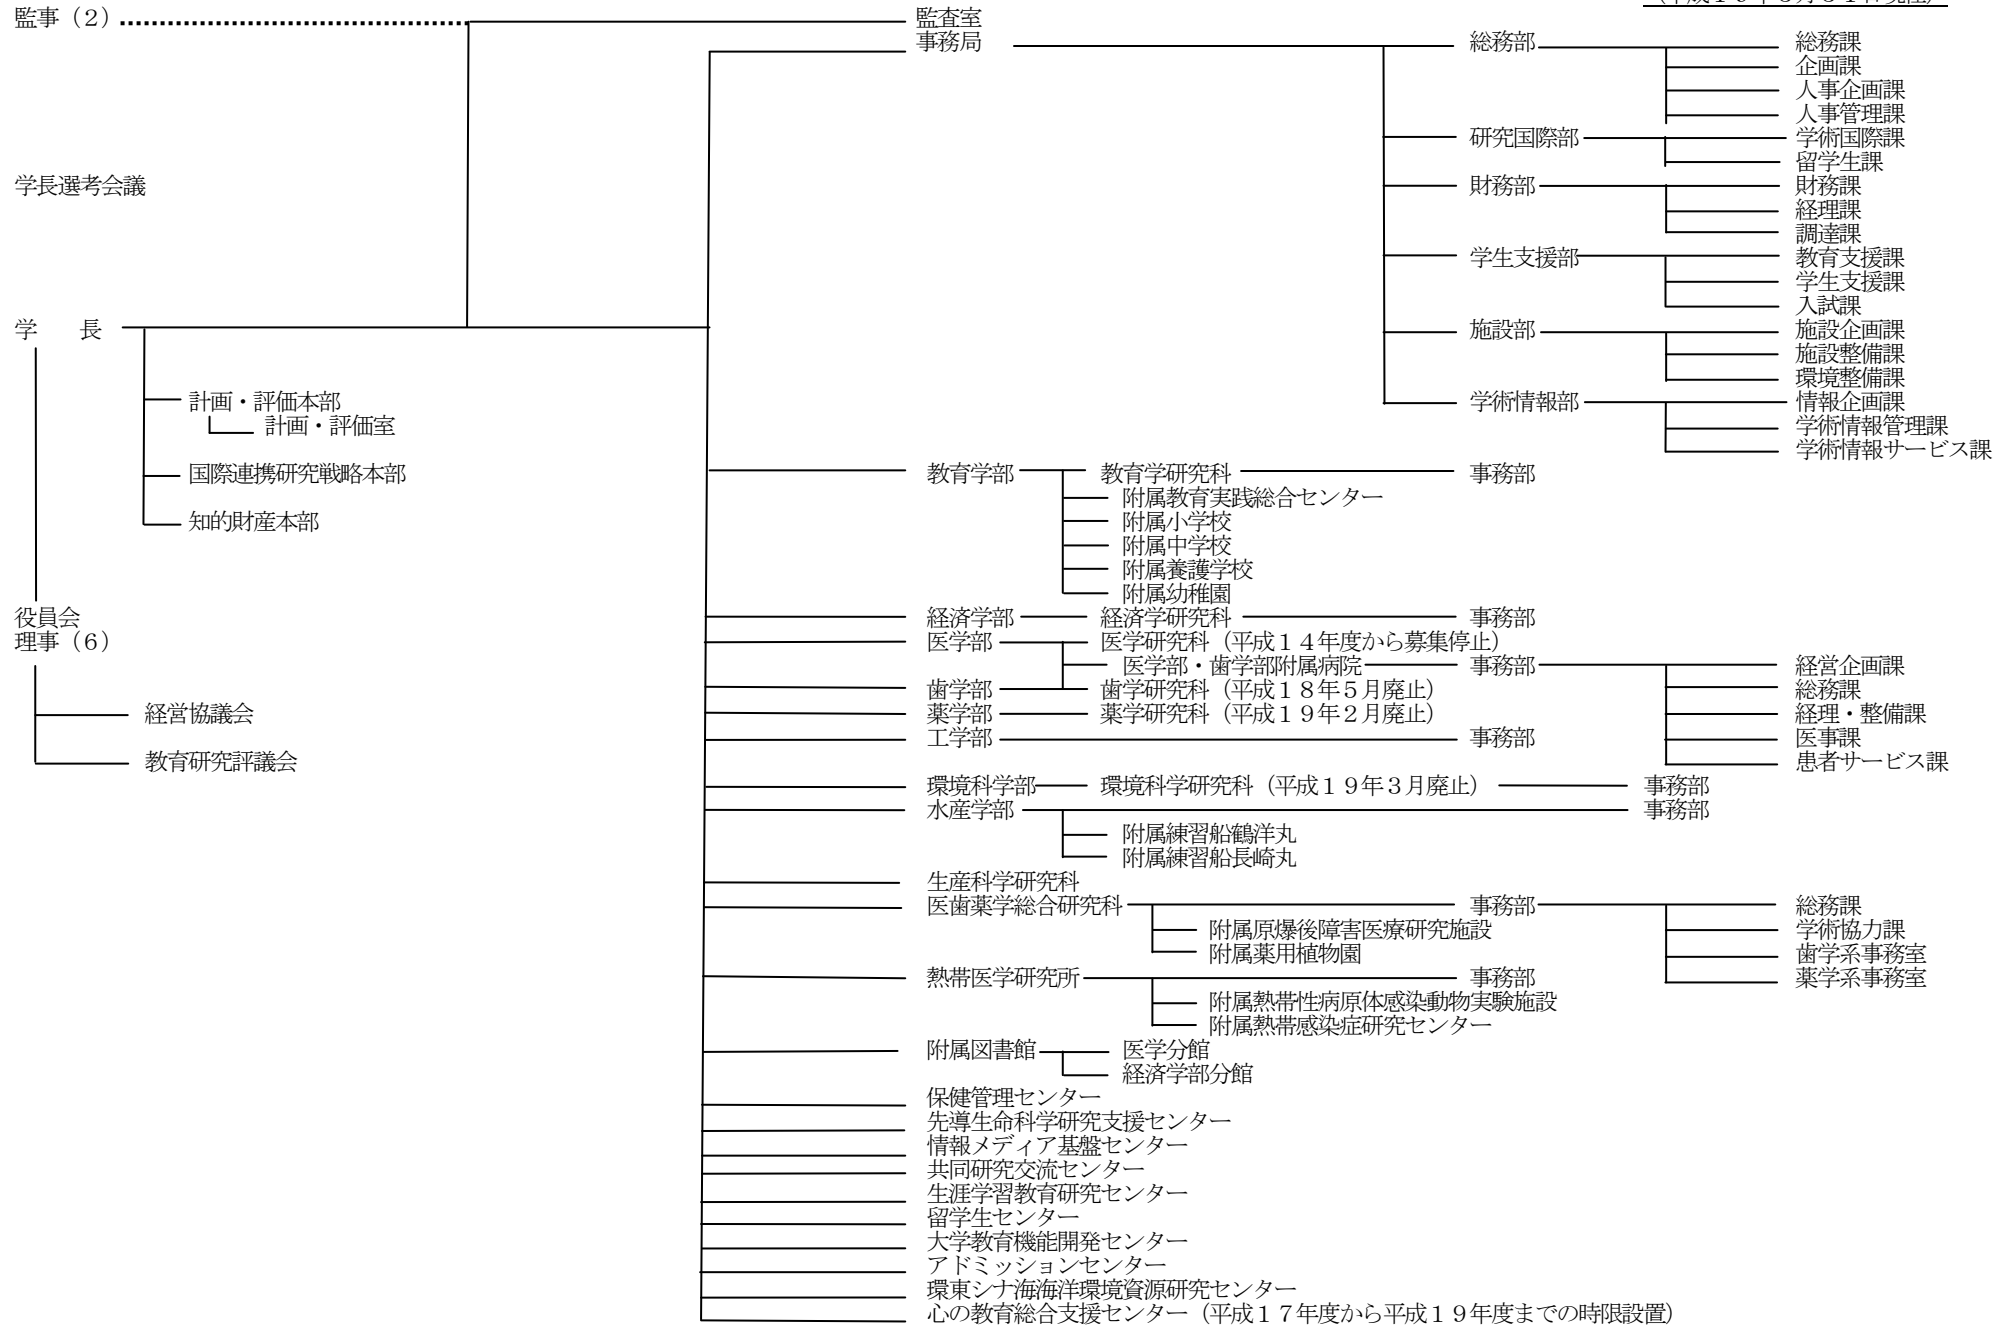 監事（２） 監査室
事務局 総務部 総務課
企画課
人事企画課
人事管理課
研究国際部 学術国際課
留学生課
学長選考会議 財務部 財務課
経理課
調達課
学生支援部 教育支援課
学生支援課
入試課
学　　長 施設部 施設企画課
施設整備課
環境整備課
計画・評価本部 学術情報部 情報企画課
計画・評価室 学術情報管理課
学術情報サービス課
国際連携研究戦略本部 教育学部 教育学研究科 事務部
附属教育実践総合センター
知的財産本部 附属小学校
附属中学校
附属養護学校
附属幼稚園
役員会 経済学部 経済学研究科 事務部
理事（６） 医学部 医学研究科（平成１４年度から募集停止）
医学部・歯学部附属病院 事務部 経営企画課
歯学部 歯学研究科（平成１８年５月廃止） 総務課
経営協議会 薬学部 薬学研究科（平成１９年２月廃止） 経理・整備課
工学部 事務部 医事課
教育研究評議会 患者サービス課
環境科学部 環境科学研究科（平成１９年３月廃止） 事務部
水産学部 事務部
附属練習船鶴洋丸
附属練習船長崎丸
生産科学研究科
医歯薬学総合研究科 事務部 総務課
附属原爆後障害医療研究施設 学術協力課
附属薬用植物園 歯学系事務室
熱帯医学研究所 事務部 薬学系事務室
附属熱帯性病原体感染動物実験施設
附属熱帯感染症研究センター
附属図書館 医学分館
経済学部分館
保健管理センター
先導生命科学研究支援センター
情報メディア基盤センター
共同研究交流センター
生涯学習教育研究センター
留学生センター
大学教育機能開発センター
アドミッションセンター
環東シナ海海洋環境資源研究センター
心の教育総合支援センター（平成１７年度から平成１９年度までの時限設置）